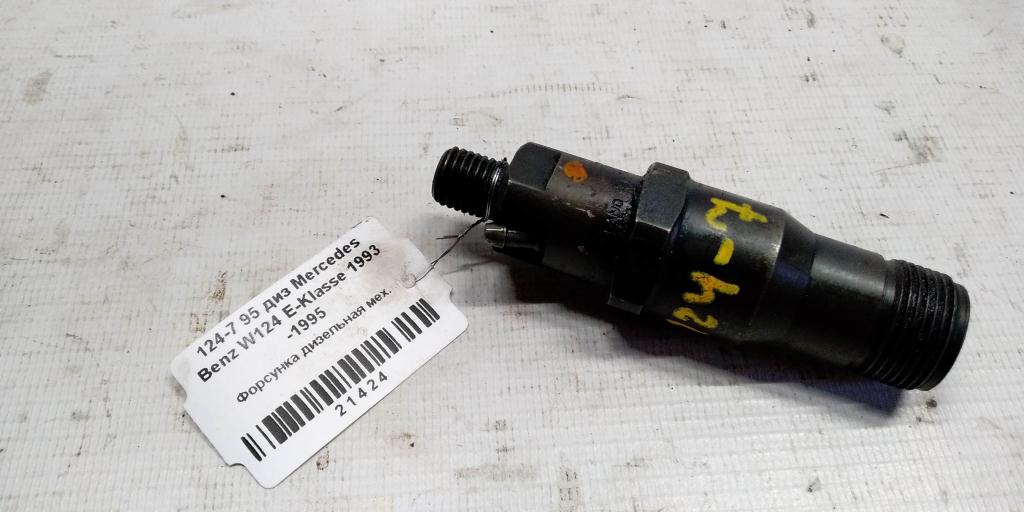 124-7 95 диз Mercedes
Benz W124 E-Klasse 1993
-1995
Форсунка дизельная мех.
21424
124-7